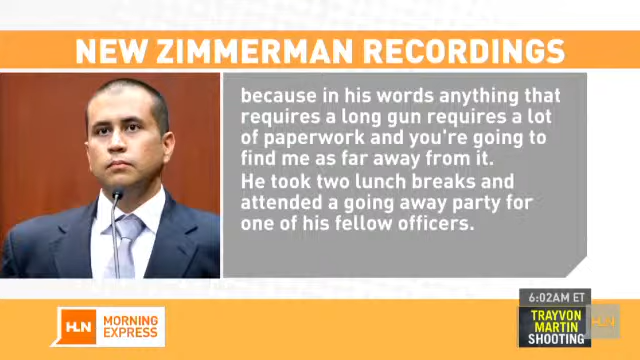 NEW ZIMMERMAN RECORDINGS
because in his words anything that
requires a long gun requires a lot
of paperwork and you're going to
find me as far away from it.
He took two lunch breaks and
attended a going away party for
one of his fellow officers.
HLN
MORNING
EXPRESS
6:02AM ET
TRAYVON
MARTIN
SHOOTING
HLN